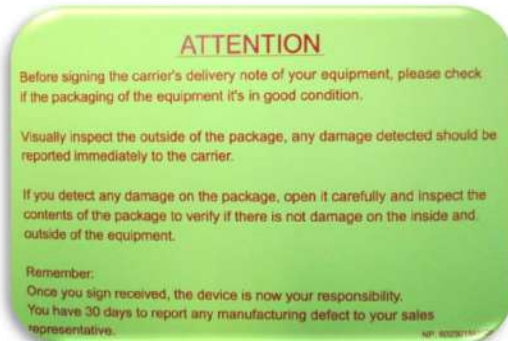 ATTENTION
Before signing the carrier's delivery note of your equipment, please check
if the packaging of the equipment it's in good condition.
Visually inspect the outside of the package, any damage detected should be
reported immediately to the carrier.
If you detect any damage on the package, open it carefully and inspect the
contents of the package to verify if there is not damage on the inside and
outside of the equipment.
Remember:
Once you sign received, the device is now your responsibility.
You have 30 days to report any manufacturing defect to your sales
representative.
NP.